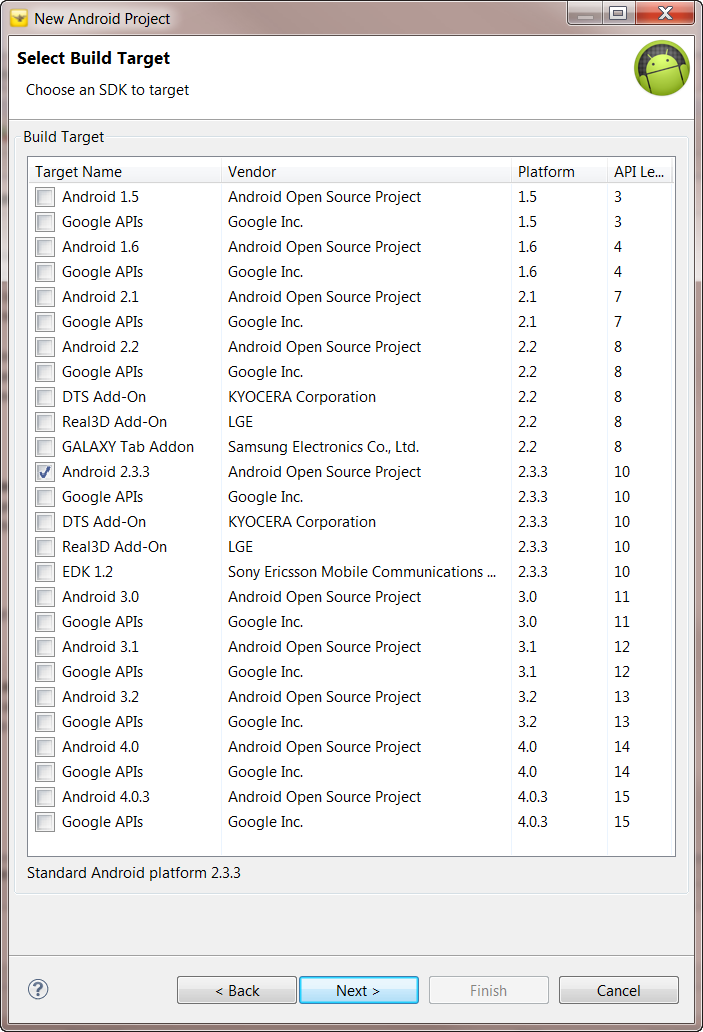 New Android Project
Select Build Target
Choose an SDK to target
Build Target
Target Name Vendor Platform API Le...
Android 1.5 Android Open Source Project 1.5 3
Google APIs Google Inc. 1.5 3
Android 1.6 Android Open Source Project 1.6 4
Google APIs Google Inc. 1.6 4
Android 2.1 Android Open Source Project 2.1 7
Google APIs Google Inc. 2.1 7
Android 2.2 Android Open Source Project 2.2 8
Google APIs Google Inc. 2.2 8
DTS Add-On KYOCERA Corporation 2.2 8
Real3D Add-On LGE 2.2 8
GALAXY Tab Addon Samsung Electronics Co., Ltd. 2.2 8
Android 2.3.3 Android Open Source Project 2.3.3 10
Google APIs Google Inc. 2.3.3 10
DTS Add-On KYOCERA Corporation 2.3.3 10
Real3D Add-On LGE 2.3.3 10
EDK 1.2 Sony Ericsson Mobile Communications ... 2.3.3 10
Android 3.0 Android Open Source Project 3.0 11
Google APIs Google Inc. 3.0 11
Android 3.1 Android Open Source Project 3.1 12
Google APIs Google Inc. 3.1 12
Android 3.2 Android Open Source Project 3.2 13
Google APIs Google Inc. 3.2 13
Android 4.0 Android Open Source Project 4.0 14
Google APIs Google Inc. 4.0 14
Android 4.0.3 Android Open Source Project 4.0.3 15
Google APIs Google Inc. 4.0.3 15
Standard Android platform 2.3.3
? < Back Next > Finish Cancel